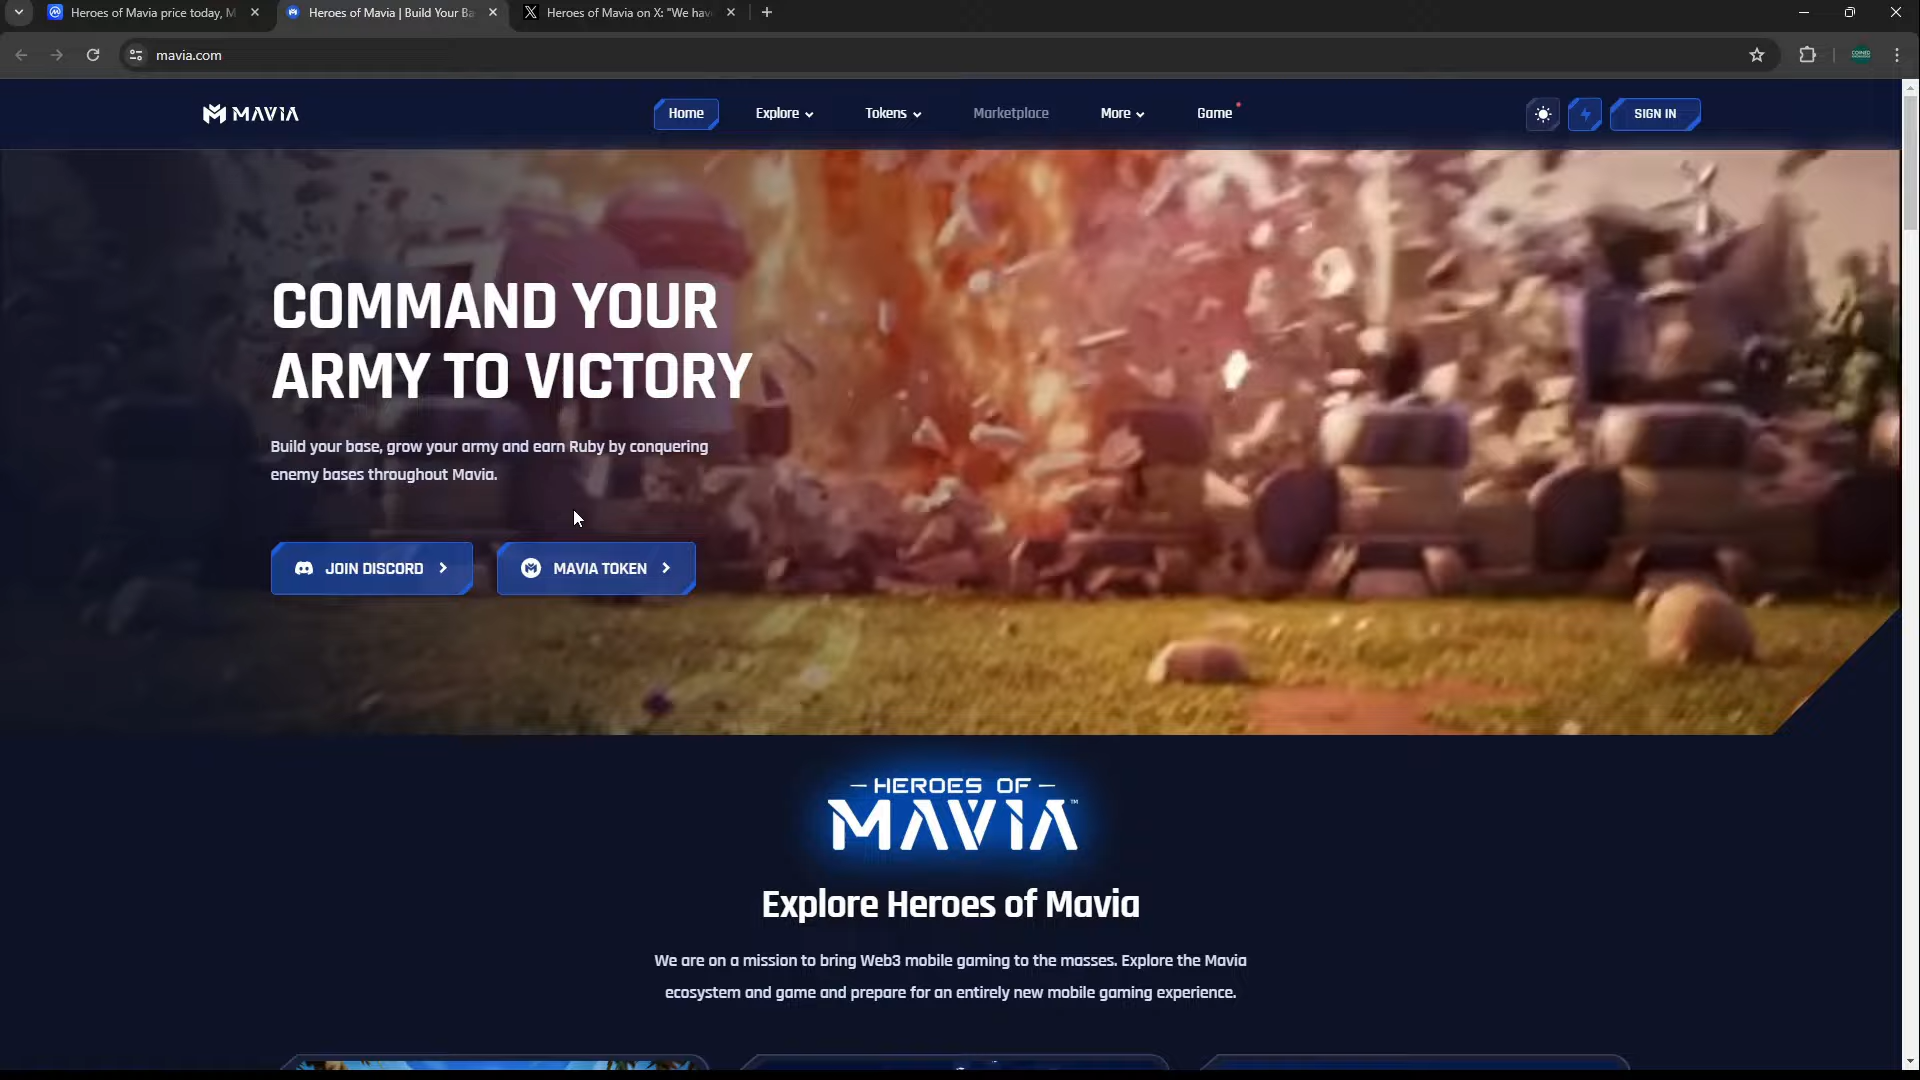 Heroes of Mavia price today, M
Heroes of Mavia | Build Your Ba
Heroes of Mavia on X: "We hav
mavia.com
MAVIA
Home
Explore
Tokens
Marketplace
More
Game
SIGN IN
COMMAND YOUR
ARMY TO VICTORY
Build your base, grow your army and earn Ruby by conquering
enemy bases throughout Mavia.
JOIN DISCORD
MAVIA TOKEN
HEROES OF
MAVIA™
Explore Heroes of Mavia
We are on a mission to bring Web3 mobile gaming to the masses. Explore the Mavia
ecosystem and game and prepare for an entirely new mobile gaming experience.